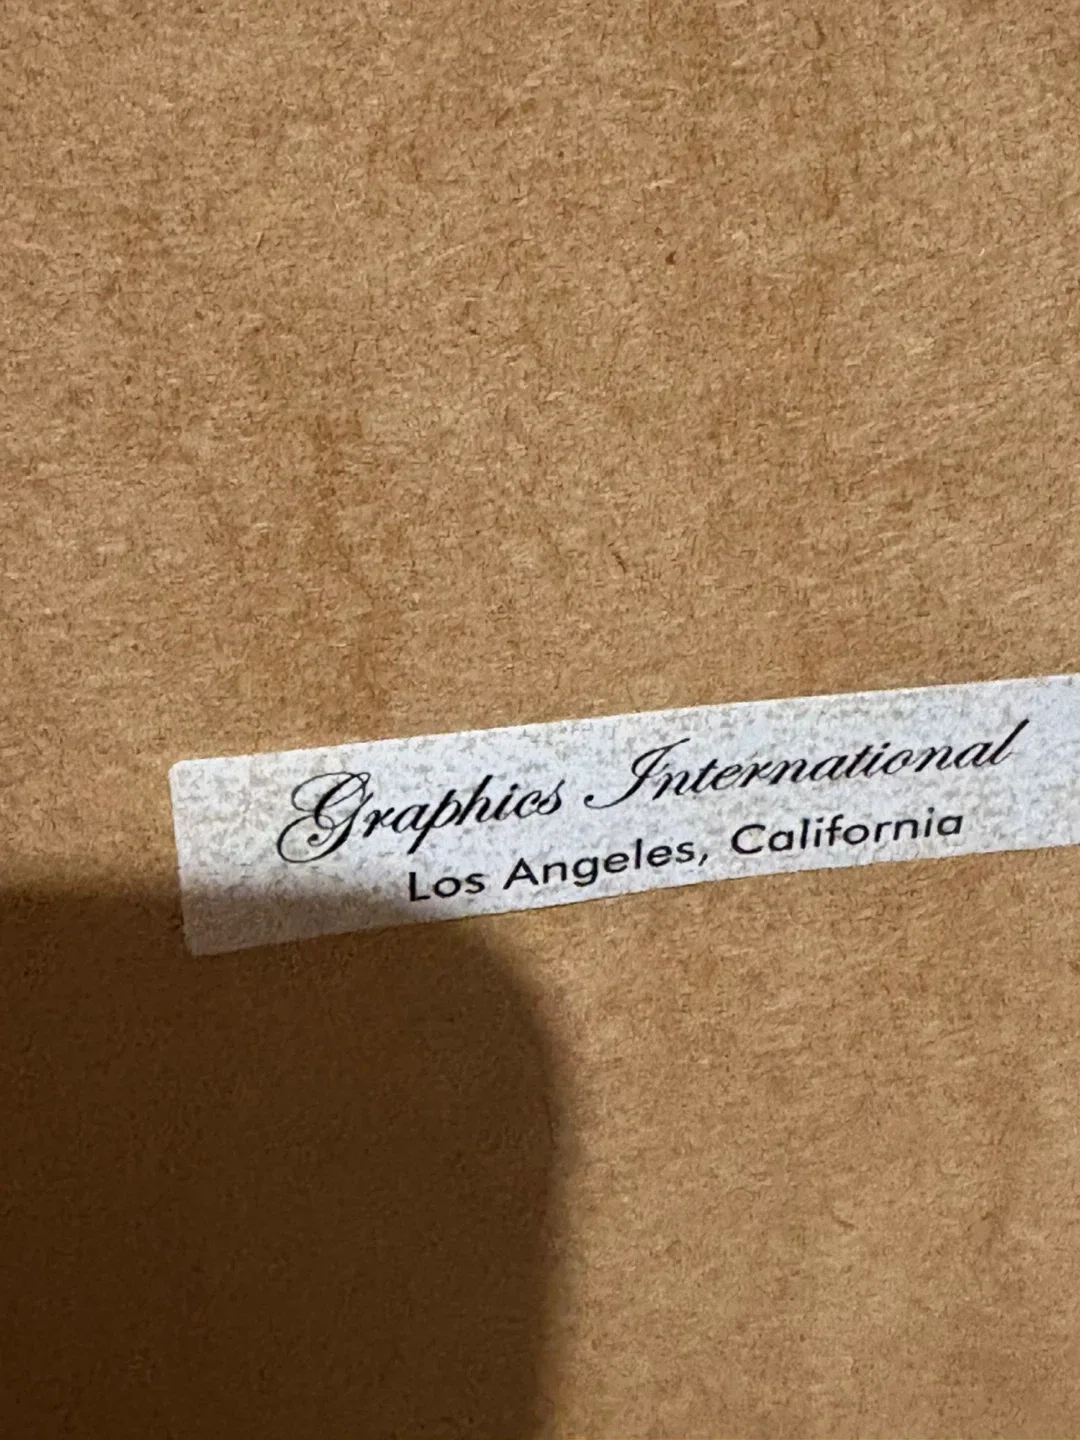 Graphics International
Los Angeles, California